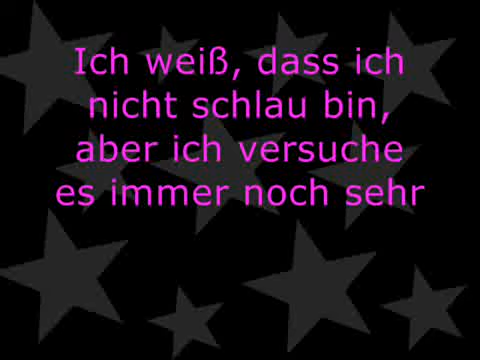 Ich weiß, dass ich
nicht schlau bin,
aber ich versuche
es immer noch sehr